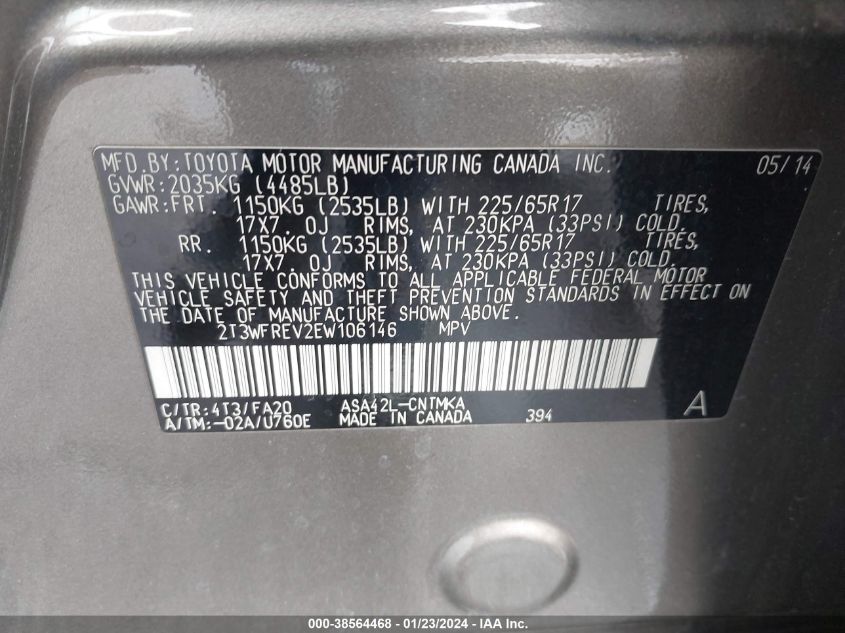 MFD.BY:TOYOTA MOTOR MANUFACTURING CANADA INC. 05/14
GVWR:2035KG (4485LB)
GAWR:FRT. 1150KG (2535LB) WITH 225/65R17 TIRES,
17X7.0J RIMS, AT 230KPA (33PSI) COLD.
RR. 1150KG (2535LB) WITH 225/65R17 TIRES,
17X7.0J RIMS, AT 230KPA (33PSI) COLD.
THIS VEHICLE CONFORMS TO ALL APPLICABLE FEDERAL MOTOR
VEHICLE SAFETY AND THEFT PREVENTION STANDARDS IN EFFECT ON
THE DATE OF MANUFACTURE SHOWN ABOVE.
2T3WFREV2EW106146 MPV
C/TR:4T3/FA20 ASA42L-CNTMKA
A/TM:-02A/U760E MADE IN CANADA 394 A
000-38564468 - 01/23/2024 - IAA Inc.